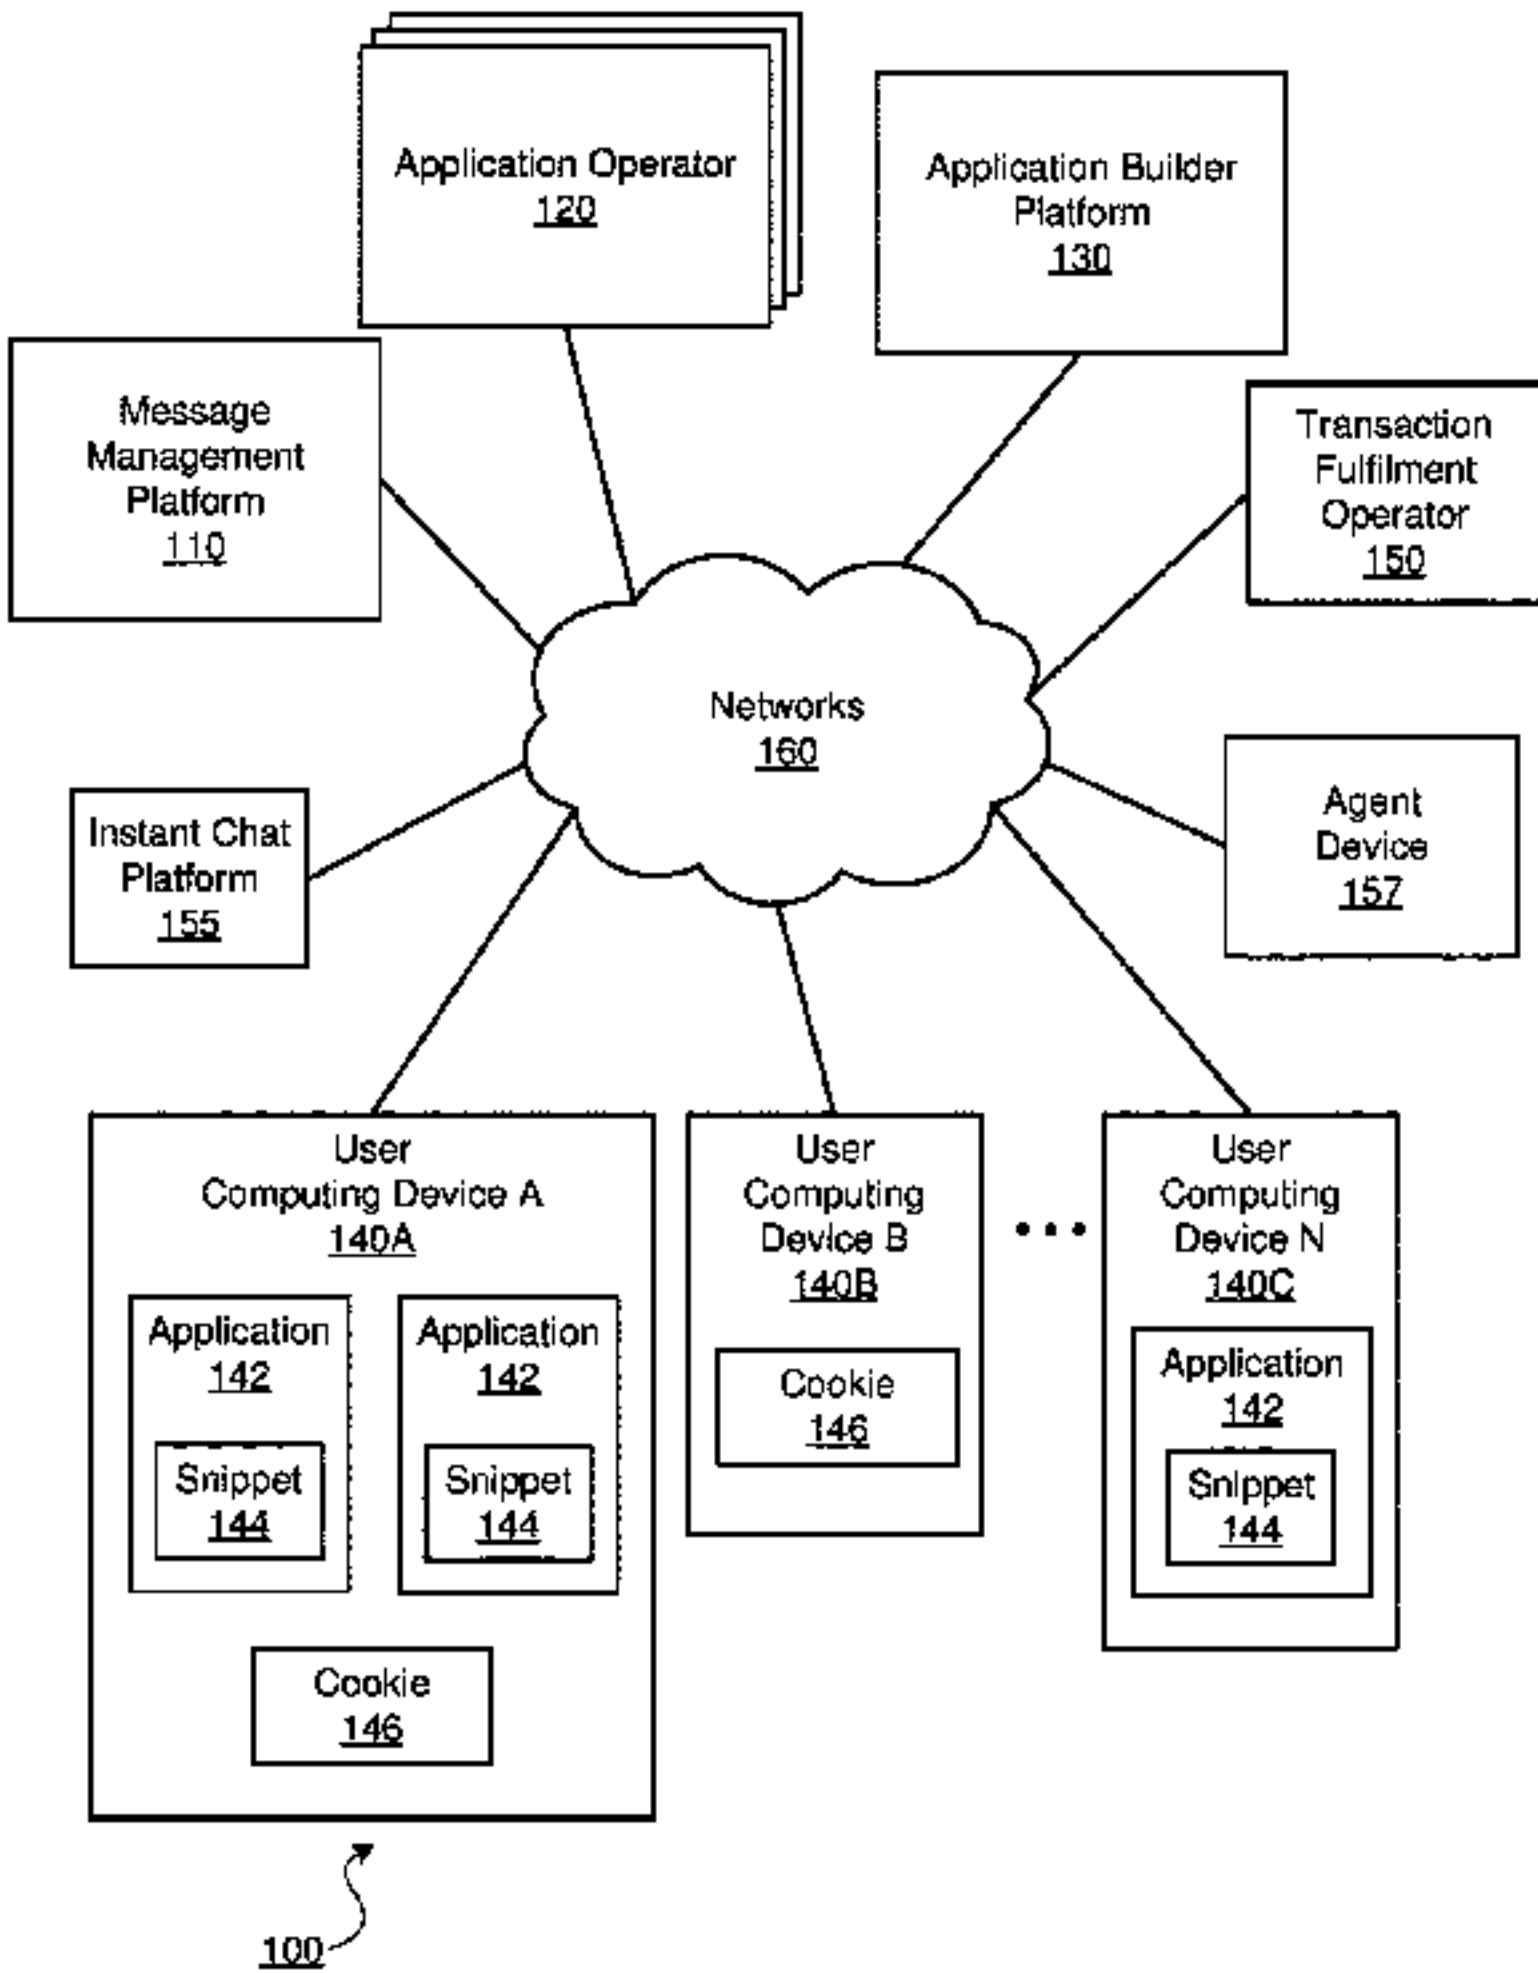 Application Operator
120
Application Builder
Platform
130
Message
Management
Platform
110
Transaction
Fulfilment
Operator
150
Networks
160
Instant Chat
Platform
155
Agent
Device
157
User
Computing Device A
140A
Application
142
Snippet
144
Application
142
Snippet
144
Cookie
146
User
Computing
Device B
140B
Cookie
146
User
Computing
Device N
140C
Application
142
Snippet
144
100